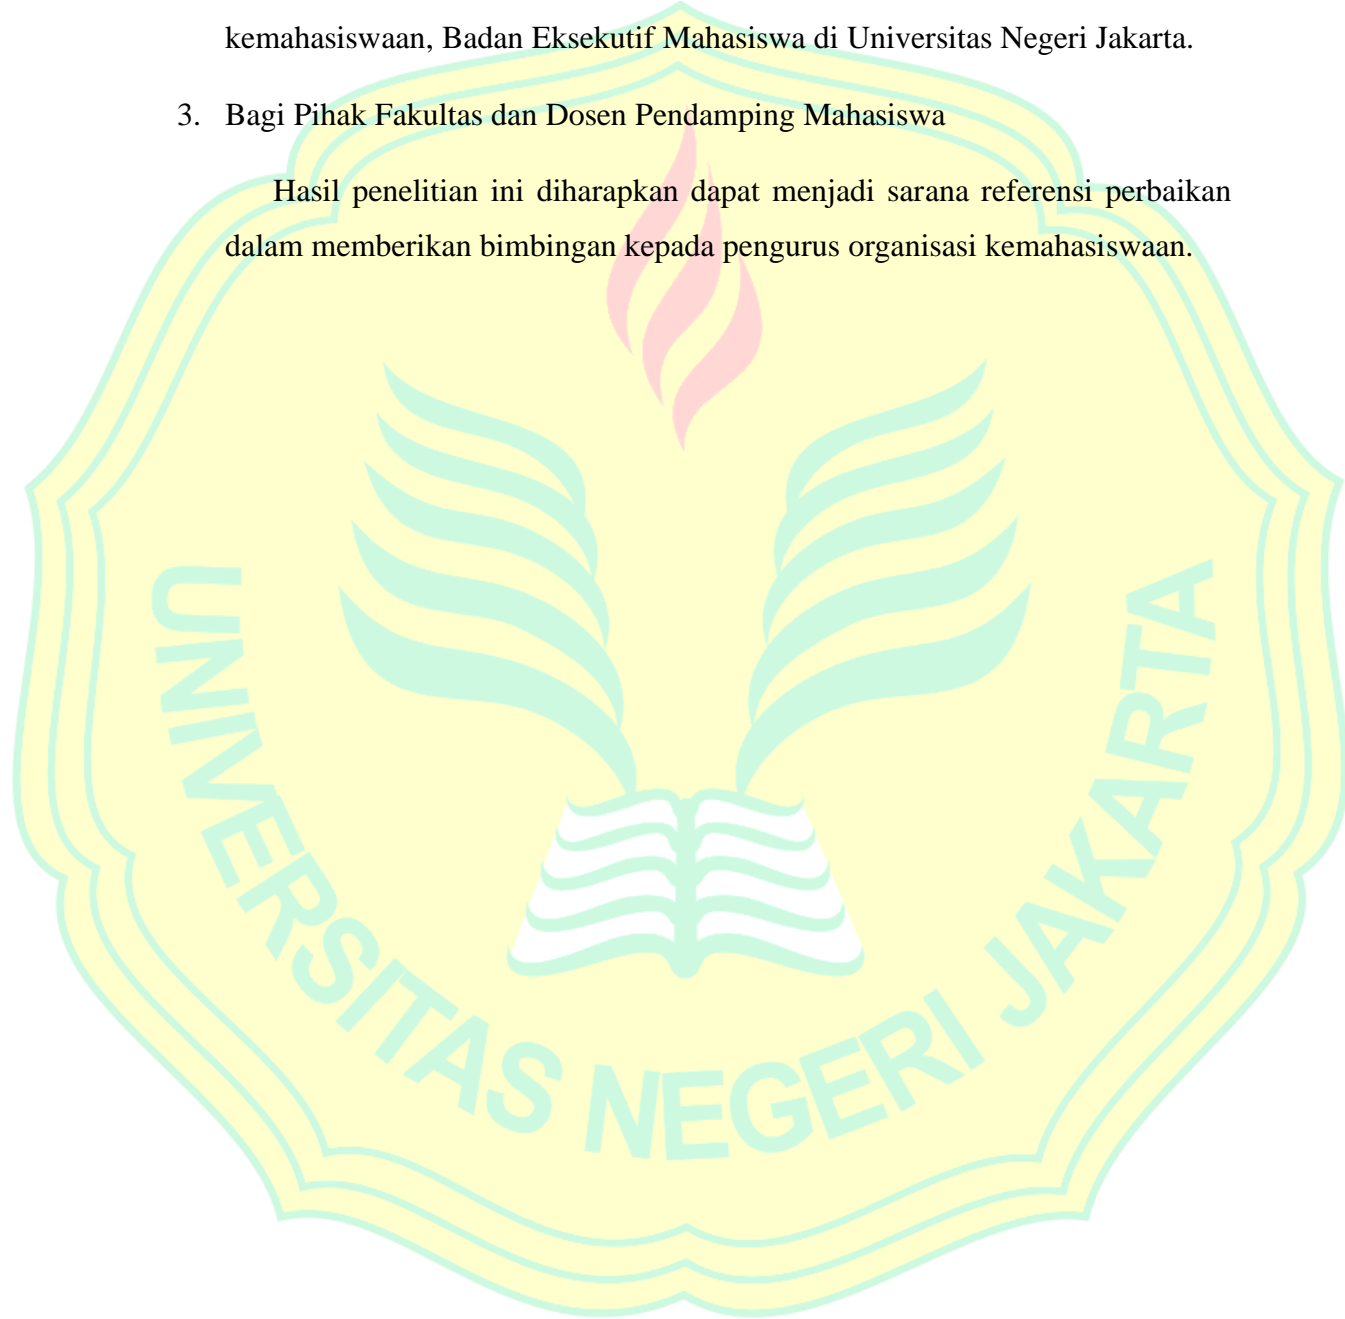 kemahasiswaan, Badan Eksekutif Mahasiswa di Universitas Negeri Jakarta.
3. Bagi Pihak Fakultas dan Dosen Pendamping Mahasiswa
Hasil penelitian ini diharapkan dapat menjadi sarana referensi perbaikan
dalam memberikan bimbingan kepada pengurus organisasi kemahasiswaan.
UNIVERSITAS NEGERI JAKARTA